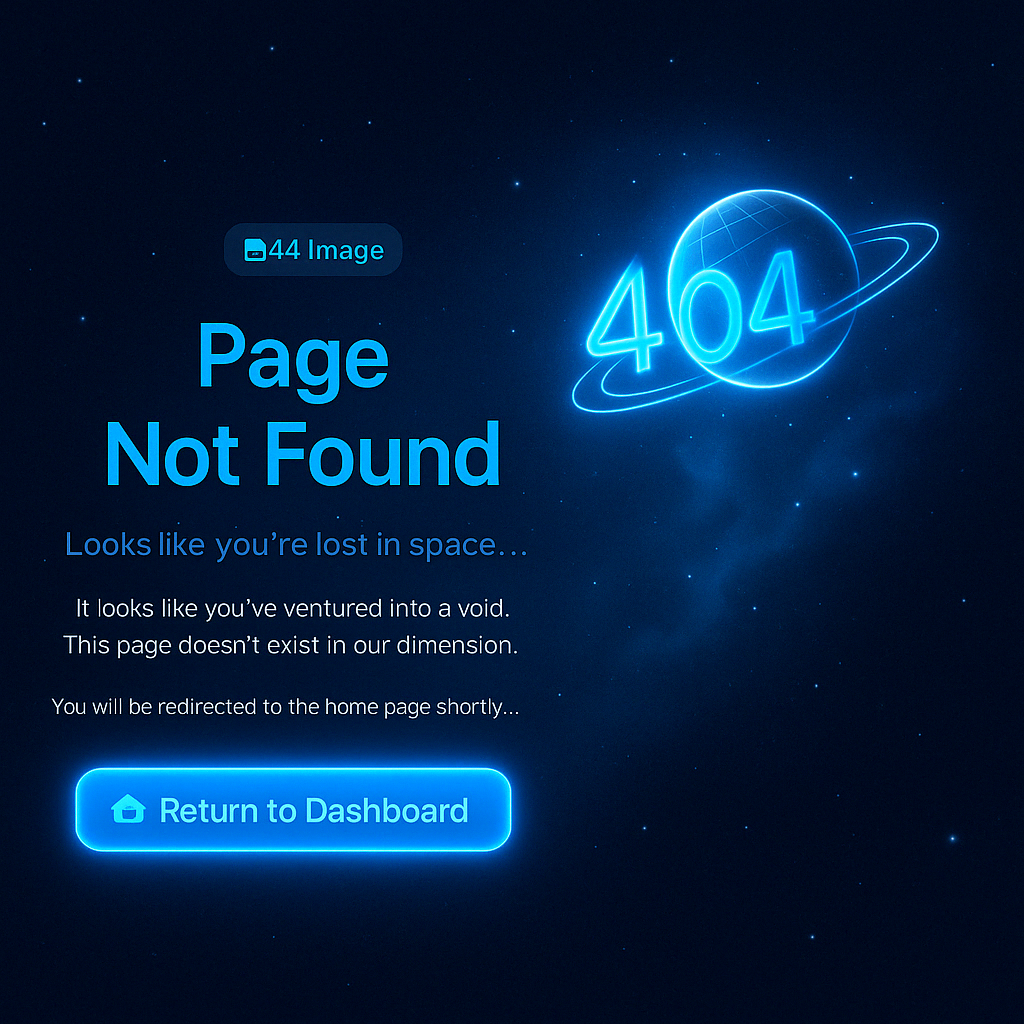 44 Image
404
Page
Not Found
Looks like you're lost in space...
It looks like you've ventured into a void.
This page doesn't exist in our dimension.
You will be redirected to the home page shortly...
Return to Dashboard